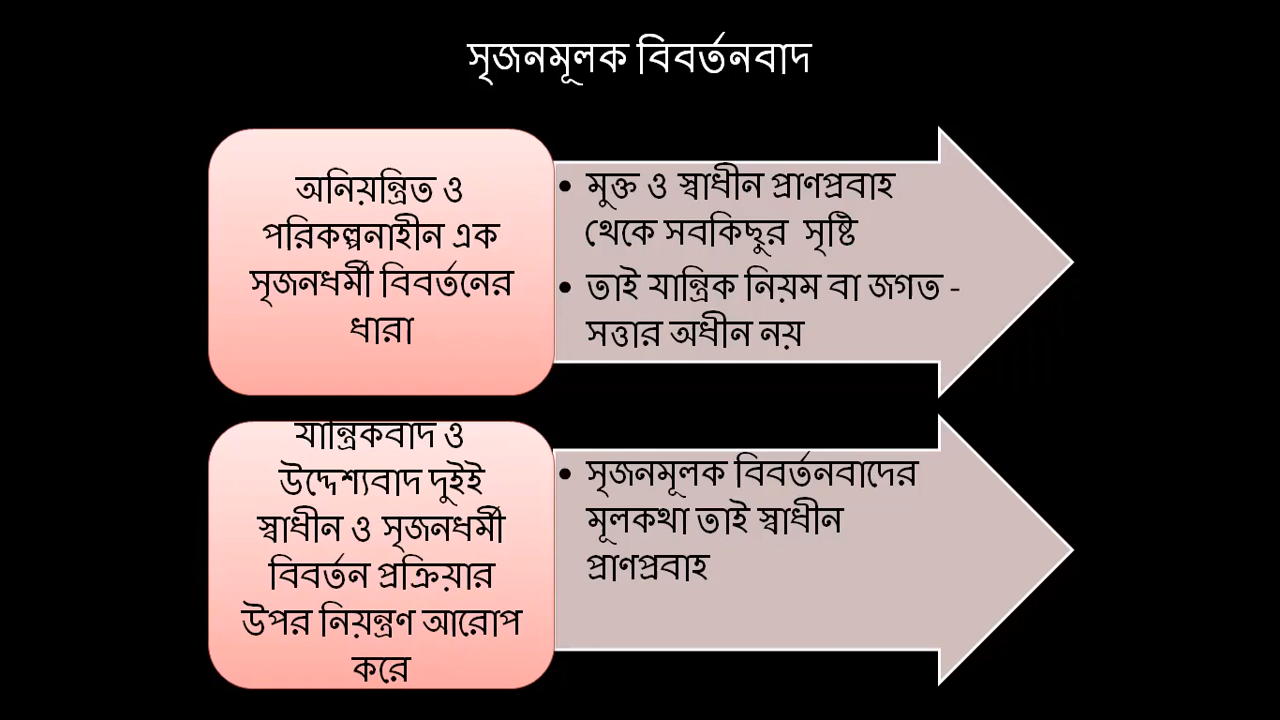 সৃজনমূলক বিবর্তনবাদ
অনিয়ন্ত্রিত ও
পরিকল্পনাহীন এক
সৃজনধর্মী বিবর্তনের
ধারা
• মুক্ত ও স্বাধীন প্রাণপ্রবাহ
থেকে সবকিছুর সৃষ্টি
• তাই যান্ত্রিক নিয়ম বা জগত -
সত্তার অধীন নয়
যান্ত্রিকবাদ ও
উদ্দেশ্যবাদ দুইই
স্বাধীন ও সৃজনধর্মী
বিবর্তন প্রক্রিয়ার
উপর নিয়ন্ত্রণ আরোপ
করে
• সৃজনমূলক বিবর্তনবাদের
মূলকথা তাই স্বাধীন
প্রাণপ্রবাহ